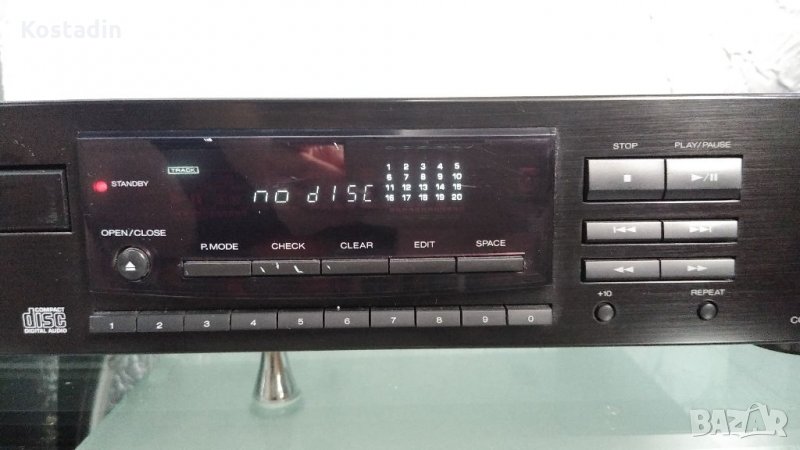 Kostadin
STOP PLAY/PAUSE
TRACK
1 2 3 4 5
6 7 8 9 10
11 12 13 14 15
16 17 18 19 20
no dISC
STANDBY
OPEN/CLOSE
P.MODE CHECK CLEAR EDIT SPACE
+10 REPEAT
COMPACT
disc
DIGITAL AUDIO
1 2 3 4 5 6 7 8 9 0
BAZAR